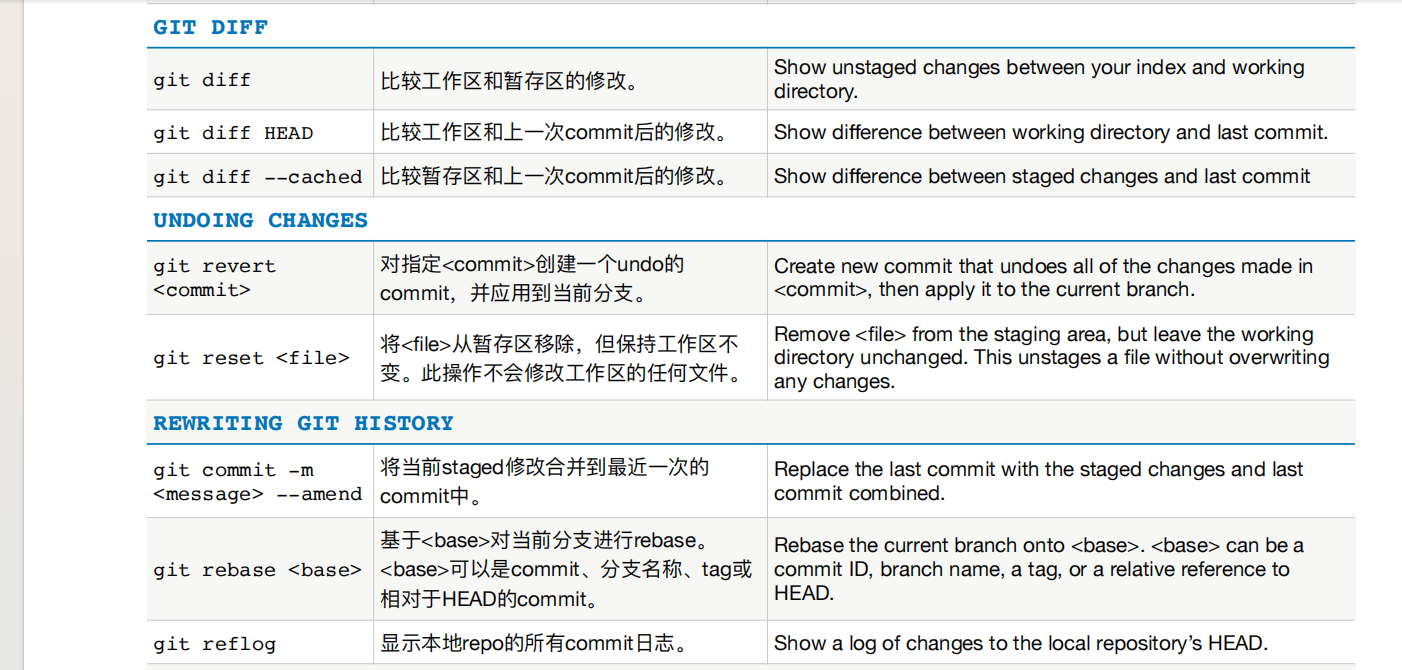 GIT DIFF
git diff
比较工作区和暂存区的修改。
Show unstaged changes between your index and working
directory.
git diff HEAD
比较工作区和上一次commit后的修改。
Show difference between working directory and last commit.
git diff --cached
比较暂存区和上一次commit后的修改。
Show difference between staged changes and last commit
UNDOING CHANGES
git revert
<commit>
对指定<commit>创建一个undo的
commit，并应用到当前分支。
Create new commit that undoes all of the changes made in
<commit>, then apply it to the current branch.
git reset <file>
将<file>从暂存区移除，但保持工作区不
变。此操作不会修改工作区的任何文件。
Remove <file> from the staging area, but leave the working
directory unchanged. This unstages a file without overwriting
any changes.
REWRITING GIT HISTORY
git commit -m
<message> --amend
将当前staged修改合并到最近一次的
commit中。
Replace the last commit with the staged changes and last
commit combined.
git rebase <base>
基于<base>对当前分支进行rebase。
<base>可以是commit、分支名称、tag或
相对于HEAD的commit。
Rebase the current branch onto <base>. <base> can be a
commit ID, branch name, a tag, or a relative reference to
HEAD.
git reflog
显示本地repo的所有commit日志。
Show a log of changes to the local repository’s HEAD.